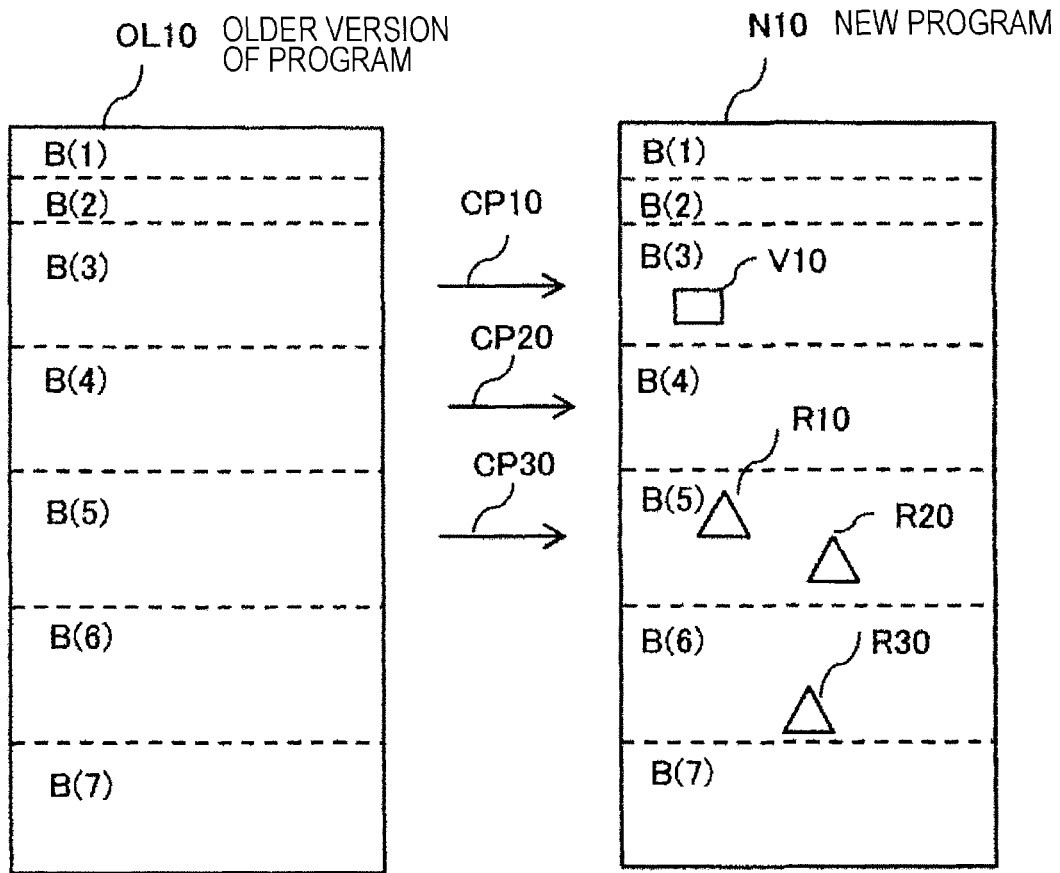 OL10 OLDER VERSION
OF PROGRAM
N10 NEW PROGRAM
B(1)
B(2)
B(3)
B(4)
B(5)
B(6)
B(7)
CP10
CP20
CP30
B(1)
B(2)
B(3)
V10
B(4)
R10
B(5)
R20
B(6)
R30
B(7)